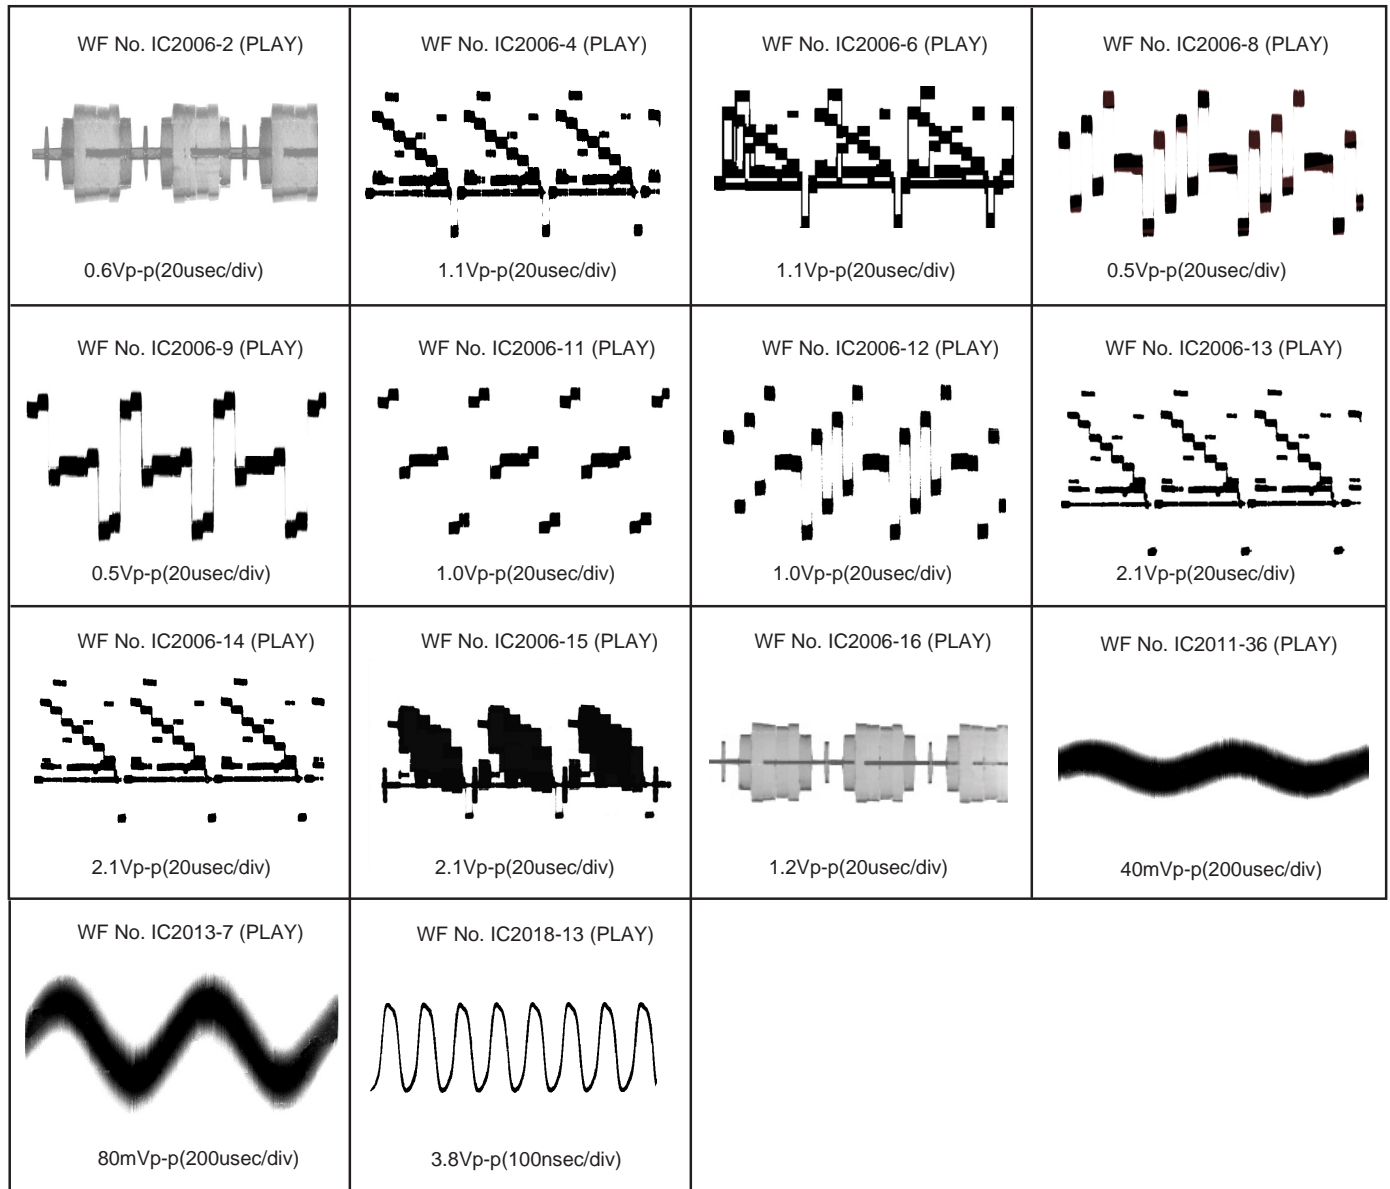 WF No. IC2006-2 (PLAY)
0.6Vp-p(20usec/div)
WF No. IC2006-4 (PLAY)
1.1Vp-p(20usec/div)
WF No. IC2006-6 (PLAY)
1.1Vp-p(20usec/div)
WF No. IC2006-8 (PLAY)
0.5Vp-p(20usec/div)
WF No. IC2006-9 (PLAY)
0.5Vp-p(20usec/div)
WF No. IC2006-11 (PLAY)
1.0Vp-p(20usec/div)
WF No. IC2006-12 (PLAY)
1.0Vp-p(20usec/div)
WF No. IC2006-13 (PLAY)
2.1Vp-p(20usec/div)
WF No. IC2006-14 (PLAY)
2.1Vp-p(20usec/div)
WF No. IC2006-15 (PLAY)
2.1Vp-p(20usec/div)
WF No. IC2006-16 (PLAY)
1.2Vp-p(20usec/div)
WF No. IC2011-36 (PLAY)
40mVp-p(200usec/div)
WF No. IC2013-7 (PLAY)
80mVp-p(200usec/div)
WF No. IC2018-13 (PLAY)
3.8Vp-p(100nsec/div)